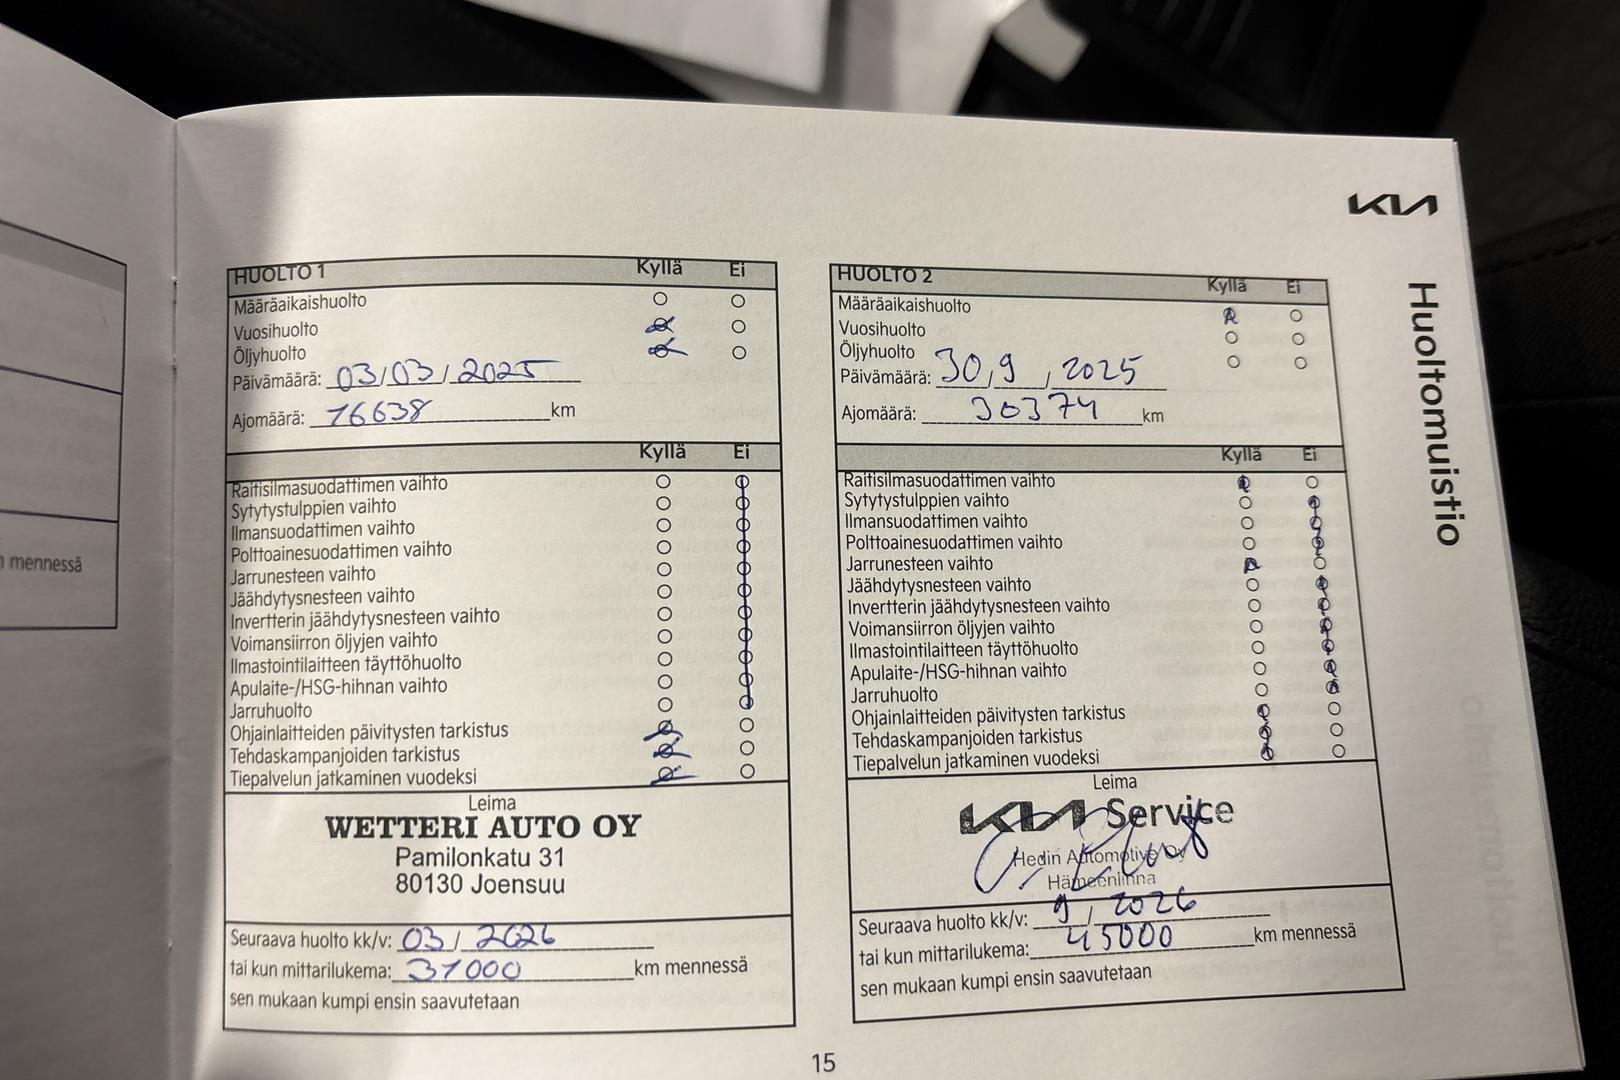 n mennessä
KIA
Huoltomuistio
HUOLTO 1 Kyllä Ei
Määräaikaishuolto
Vuosihuolto
Öljyhuolto
Päivämäärä: 03/03/2025
Ajomäärä: 16638 km
Kyllä Ei
Raitisilmasuodattimen vaihto
Sytytystulppien vaihto
Ilmansuodattimen vaihto
Polttoainesuodattimen vaihto
Jarrunesteen vaihto
Jäähdytysnesteen vaihto
Invertterin jäähdytysnesteen vaihto
Voimansiirron öljyjen vaihto
Ilmastointilaitteen täyttöhuolto
Apulaite-/HSG-hihnan vaihto
Jarruhuolto
Ohjainlaitteiden päivitysten tarkistus
Tehdaskampanjoiden tarkistus
Tiepalvelun jatkaminen vuodeksi
Leima
WETTERI AUTO OY
Pamilonkatu 31
80130 Joensuu
Seuraava huolto kk/v: 03/2026
tai kun mittarilukema: 31000 km mennessä
sen mukaan kumpi ensin saavutetaan
HUOLTO 2 Kyllä Ei
Määräaikaishuolto
Vuosihuolto
Öljyhuolto
Päivämäärä: 30,9,2025
Ajomäärä: 30374 km
Kyllä Ei
Raitisilmasuodattimen vaihto
Sytytystulppien vaihto
Ilmansuodattimen vaihto
Polttoainesuodattimen vaihto
Jarrunesteen vaihto
Jäähdytysnesteen vaihto
Invertterin jäähdytysnesteen vaihto
Voimansiirron öljyjen vaihto
Ilmastointilaitteen täyttöhuolto
Apulaite-/HSG-hihnan vaihto
Jarruhuolto
Ohjainlaitteiden päivitysten tarkistus
Tehdaskampanjoiden tarkistus
Tiepalvelun jatkaminen vuodeksi
Leima
KIA Service
Hedin Automotive Oy
Hämeenlinna
Seuraava huolto kk/v: 9/2026
tai kun mittarilukema: 45000 km mennessä
sen mukaan kumpi ensin saavutetaan
15